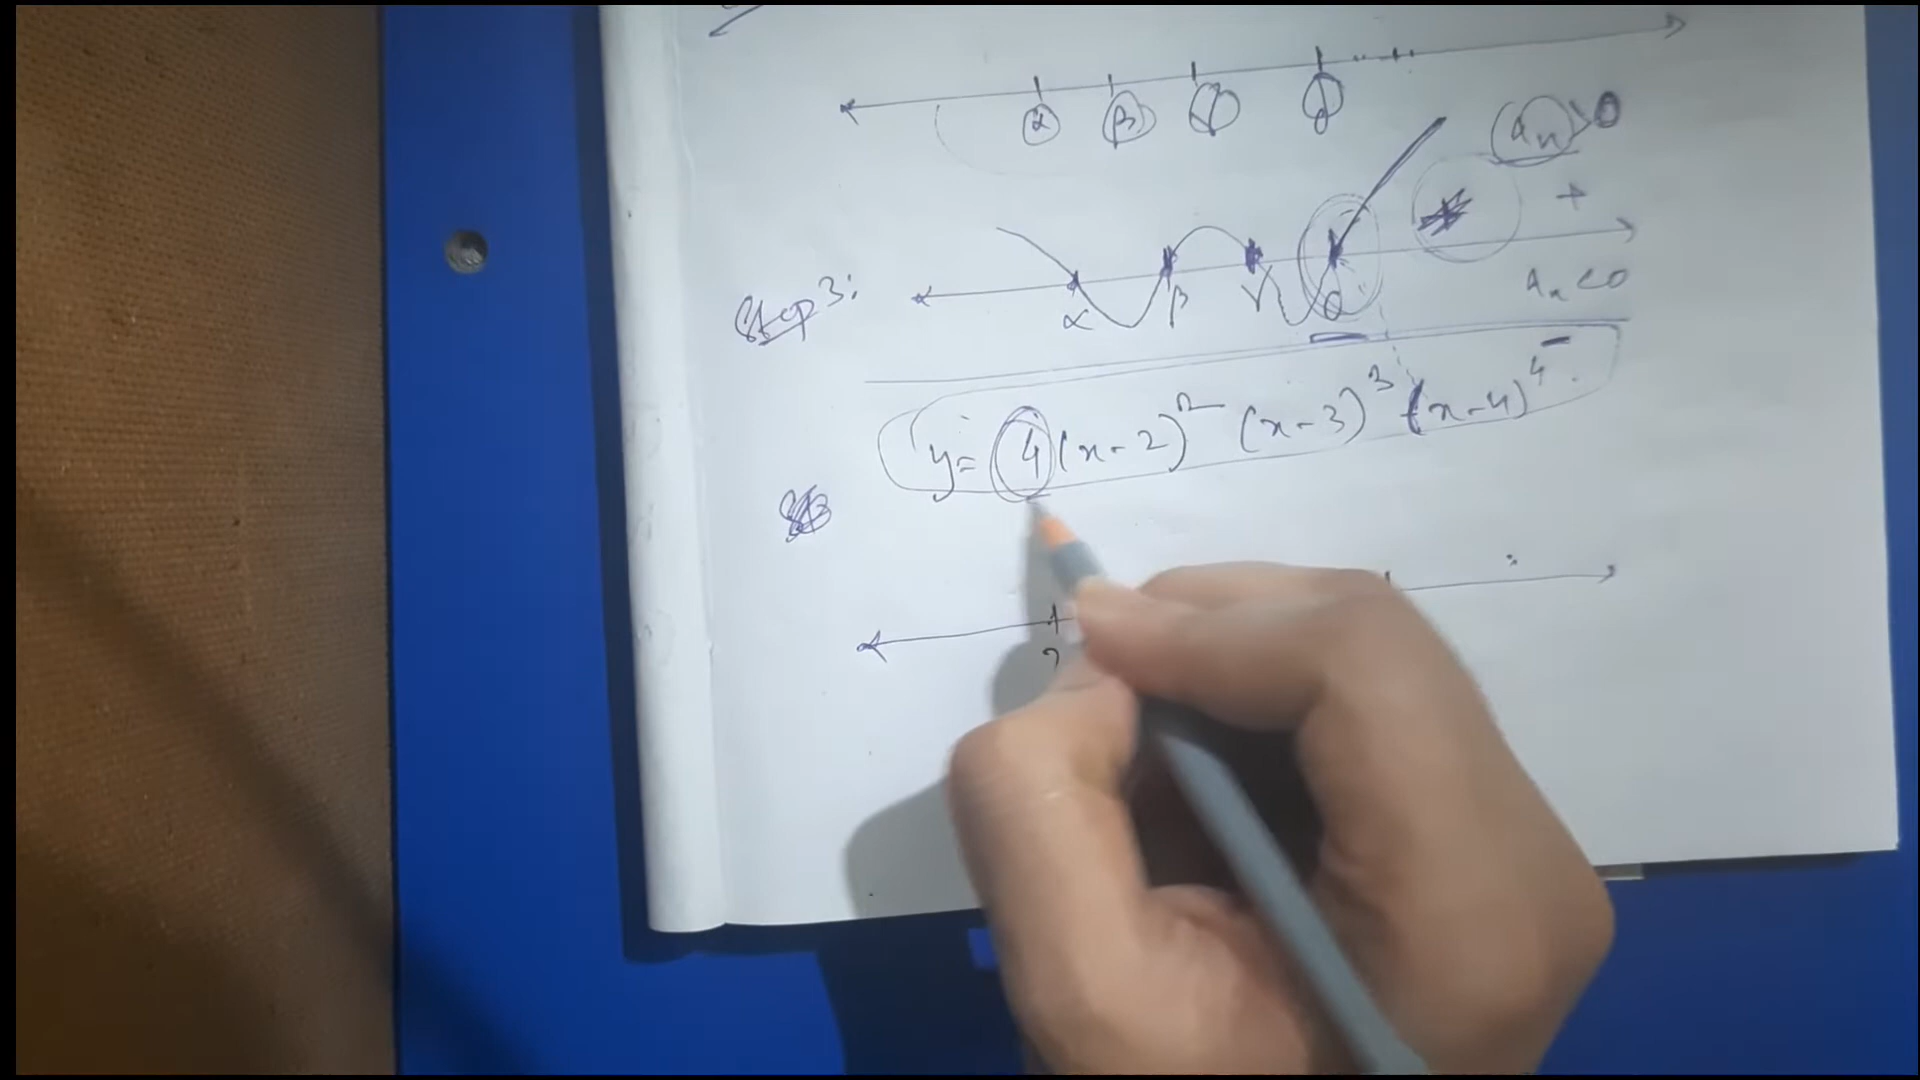 α β γ δ
aₙ > 0
+
Step 3:
α β γ δ
aₙ < 0
y = 4(x-2)² (x-3)³ (x-4)⁴
2